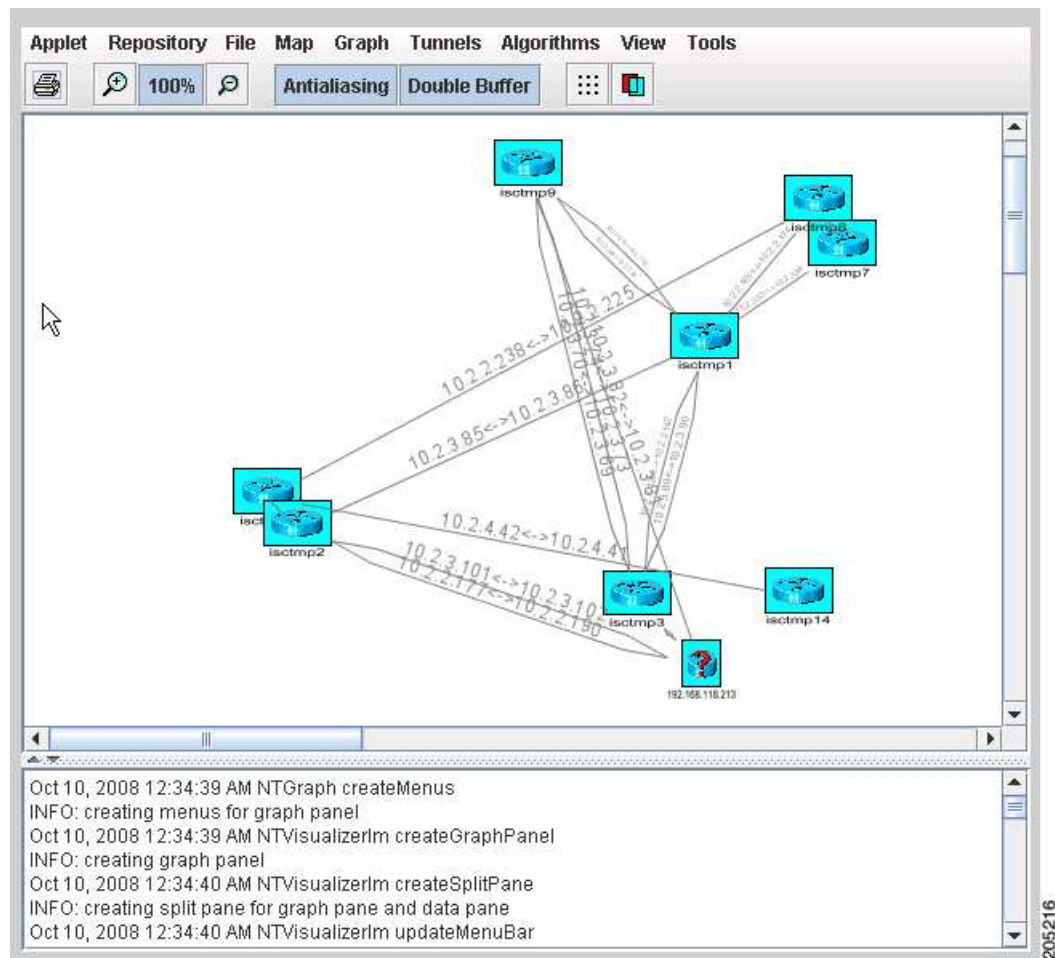 Applet Repository File Map Graph Tunnels Algorithms View Tools
100% Antialiasing Double Buffer
isctmp9
isctmp8
isctmp7
isctmp1
10.2.2.238<->
.225
10.2.3.85<->10.2.3.86
isctmp2
10.2.4.42<->10.2.4.41
10.2.3.101<->10.2.3.102
10.2.2.177<->10.2.2.190
isctmp3
isctmp14
192.168.118.213
Oct 10, 2008 12:34:39 AM NTGraph createMenus
INFO: creating menus for graph panel
Oct 10, 2008 12:34:39 AM NTVisualizerIm createGraphPanel
INFO: creating graph panel
Oct 10, 2008 12:34:40 AM NTVisualizerIm createSplitPane
INFO: creating split pane for graph pane and data pane
Oct 10, 2008 12:34:40 AM NTVisualizerIm updateMenuBar
205216